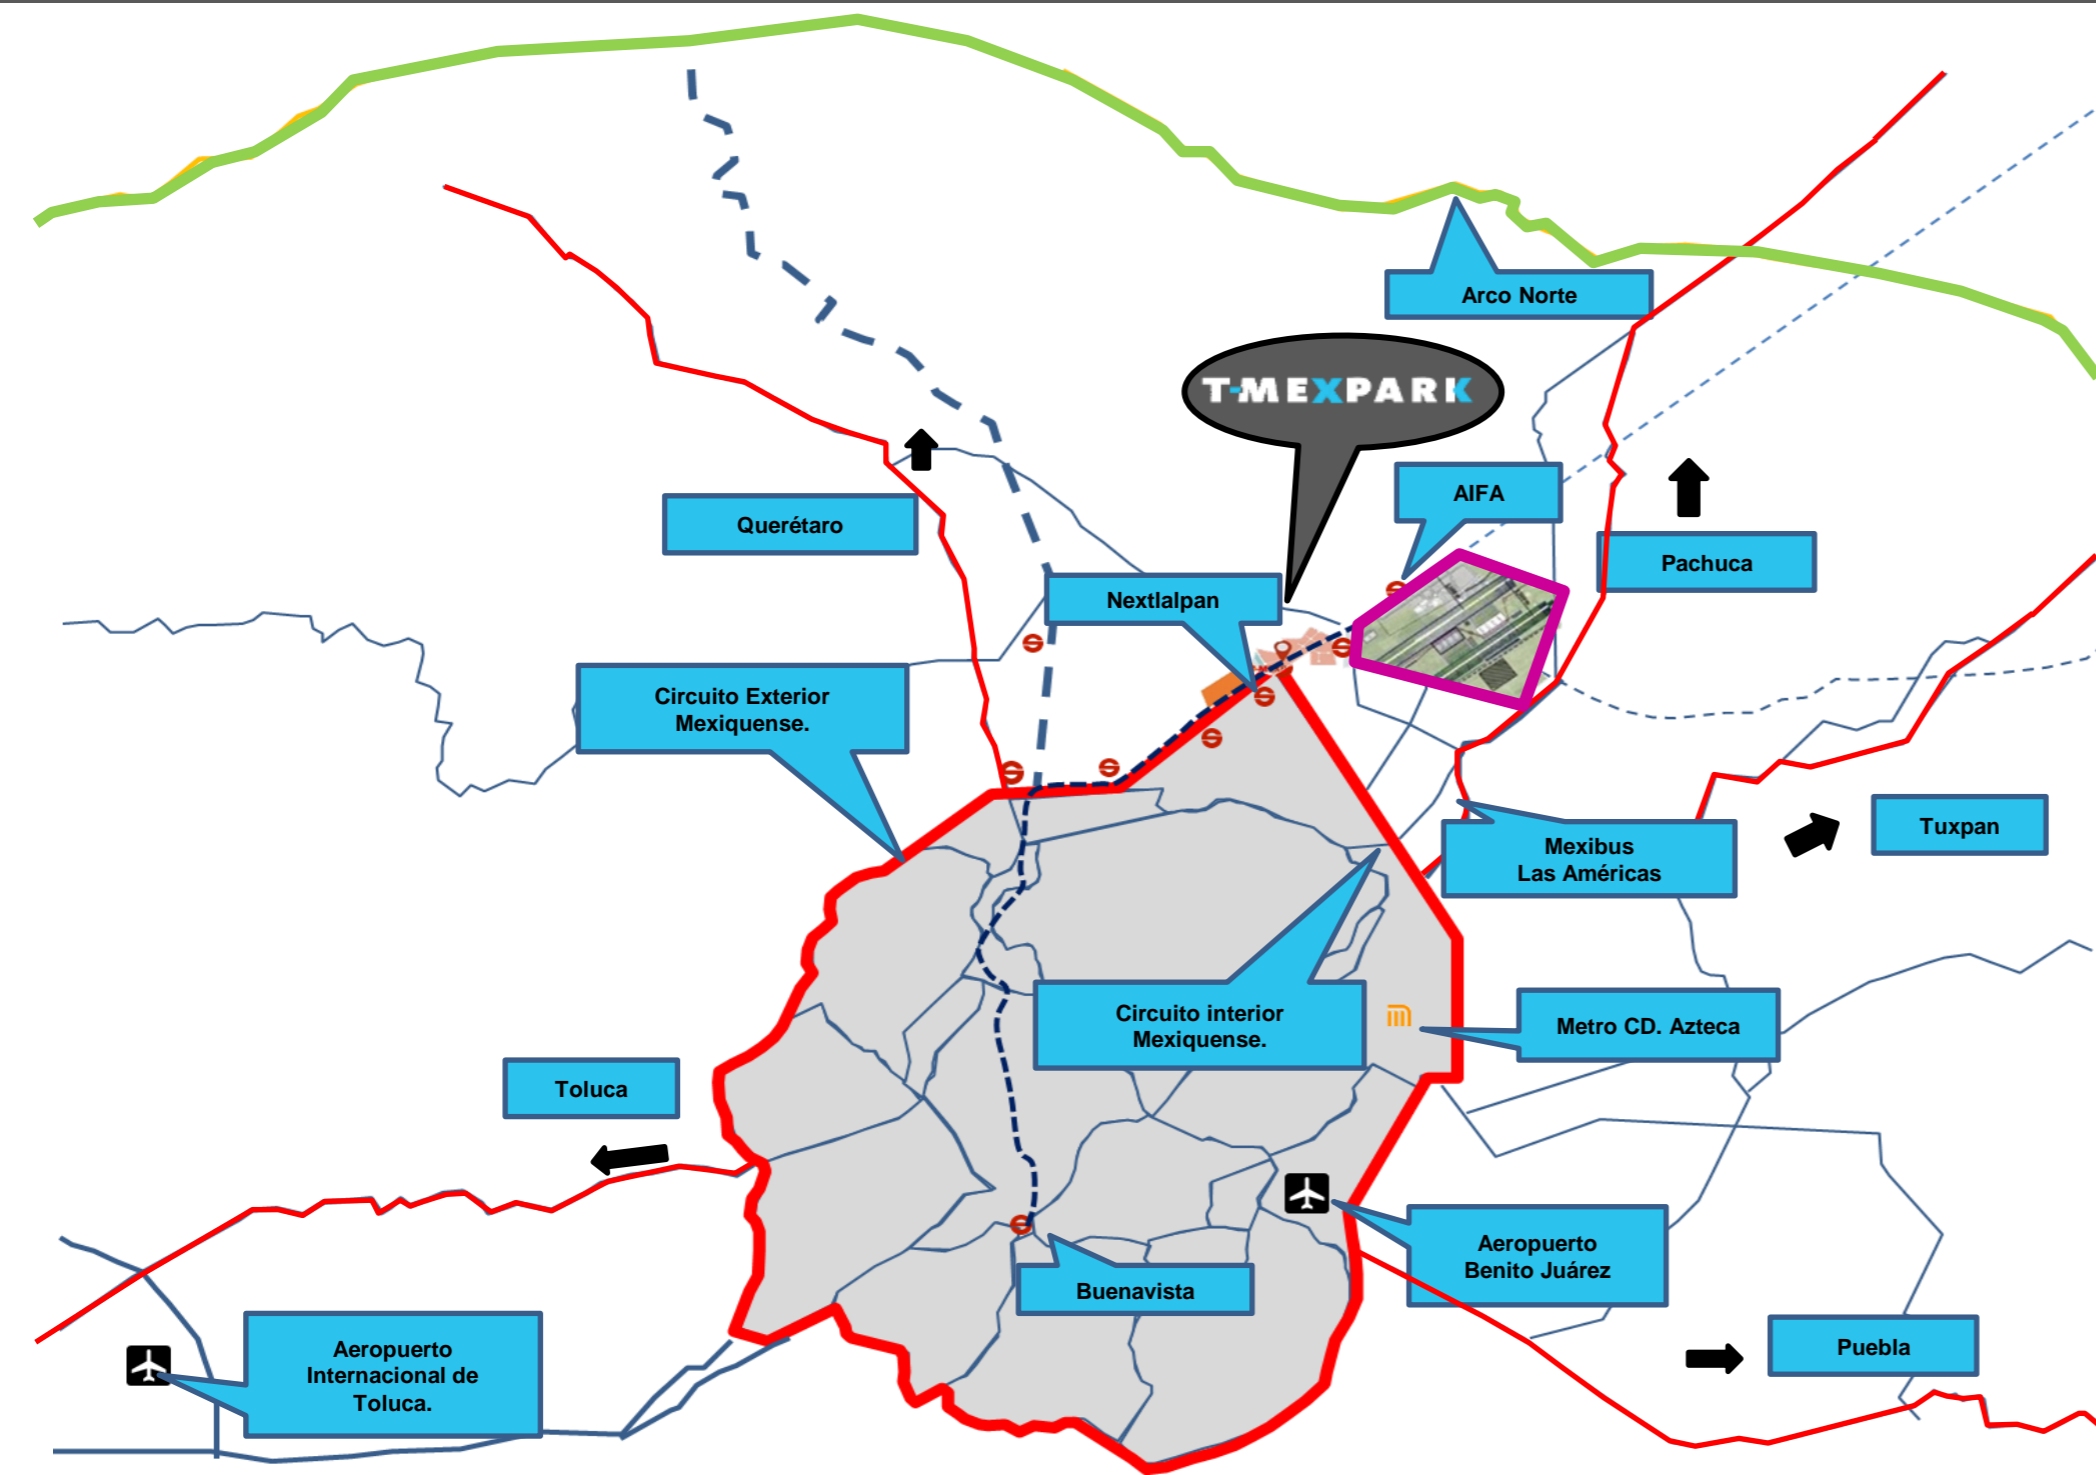 Arco Norte
T-MEXPARK
AIFA
Querétaro
Pachuca
Nextlalpan
Circuito Exterior
Mexiquense.
Tuxpan
Mexibus
Las Américas
Circuito interior
Mexiquense.
Metro CD. Azteca
Toluca
Aeropuerto
Benito Juárez
Buenavista
Puebla
Aeropuerto
Internacional de
Toluca.